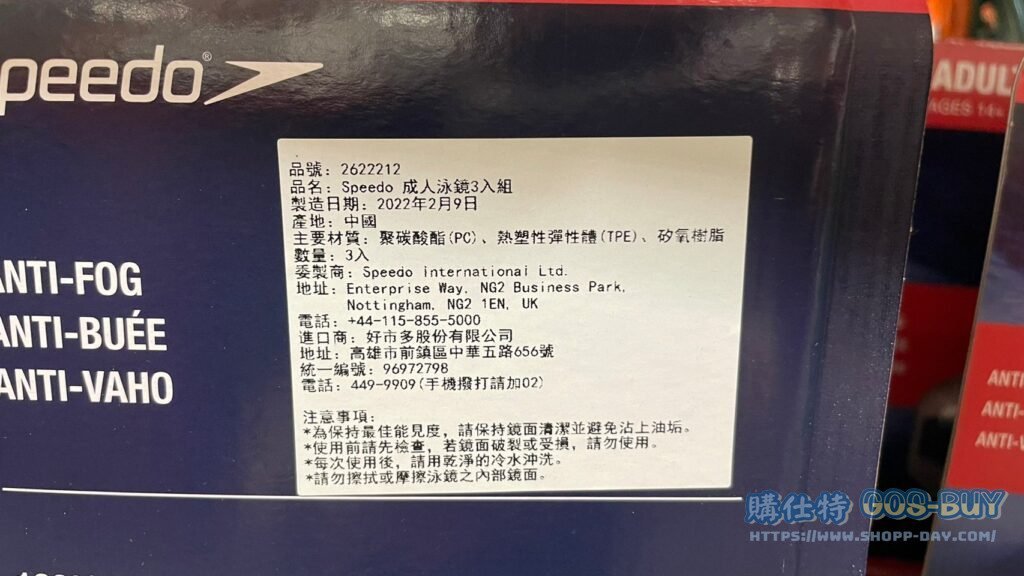 peedo®
品號：2622212
品名：Speedo 成人泳鏡3入組
製造日期：2022年2月9日
產地：中國
主要材質：聚碳酸酯(PC)、熱塑性彈性體(TPE)、矽氧樹脂
數量：3入
委製商：Speedo International Ltd.
地址：Enterprise Way, NG2 Business Park,
Nottingham, NG2 1EN, UK
電話：+44-115-855-5000
進口商：好市多股份有限公司
地址：高雄市前鎮區中華五路656號
統一編號：96972798
電話：449-9909(手機撥打請加02)
注意事項：
*為保持最佳能見度，請保持鏡面清潔並避免沾上油垢。
*使用前請先檢查，若鏡面破裂或受損，請勿使用。
*每次使用後，請用乾淨的冷水沖洗。
*請勿擦拭或摩擦泳鏡之內部鏡面。
ANTI-FOG
ANTI-BUÉE
ANTI-VAHO
ADUL
AGES 14+
ANTI-
ANTI-
ANTI-V
購仕特 GOS-BUY
HTTPS://WWW.SHOPP-DAY.COM/